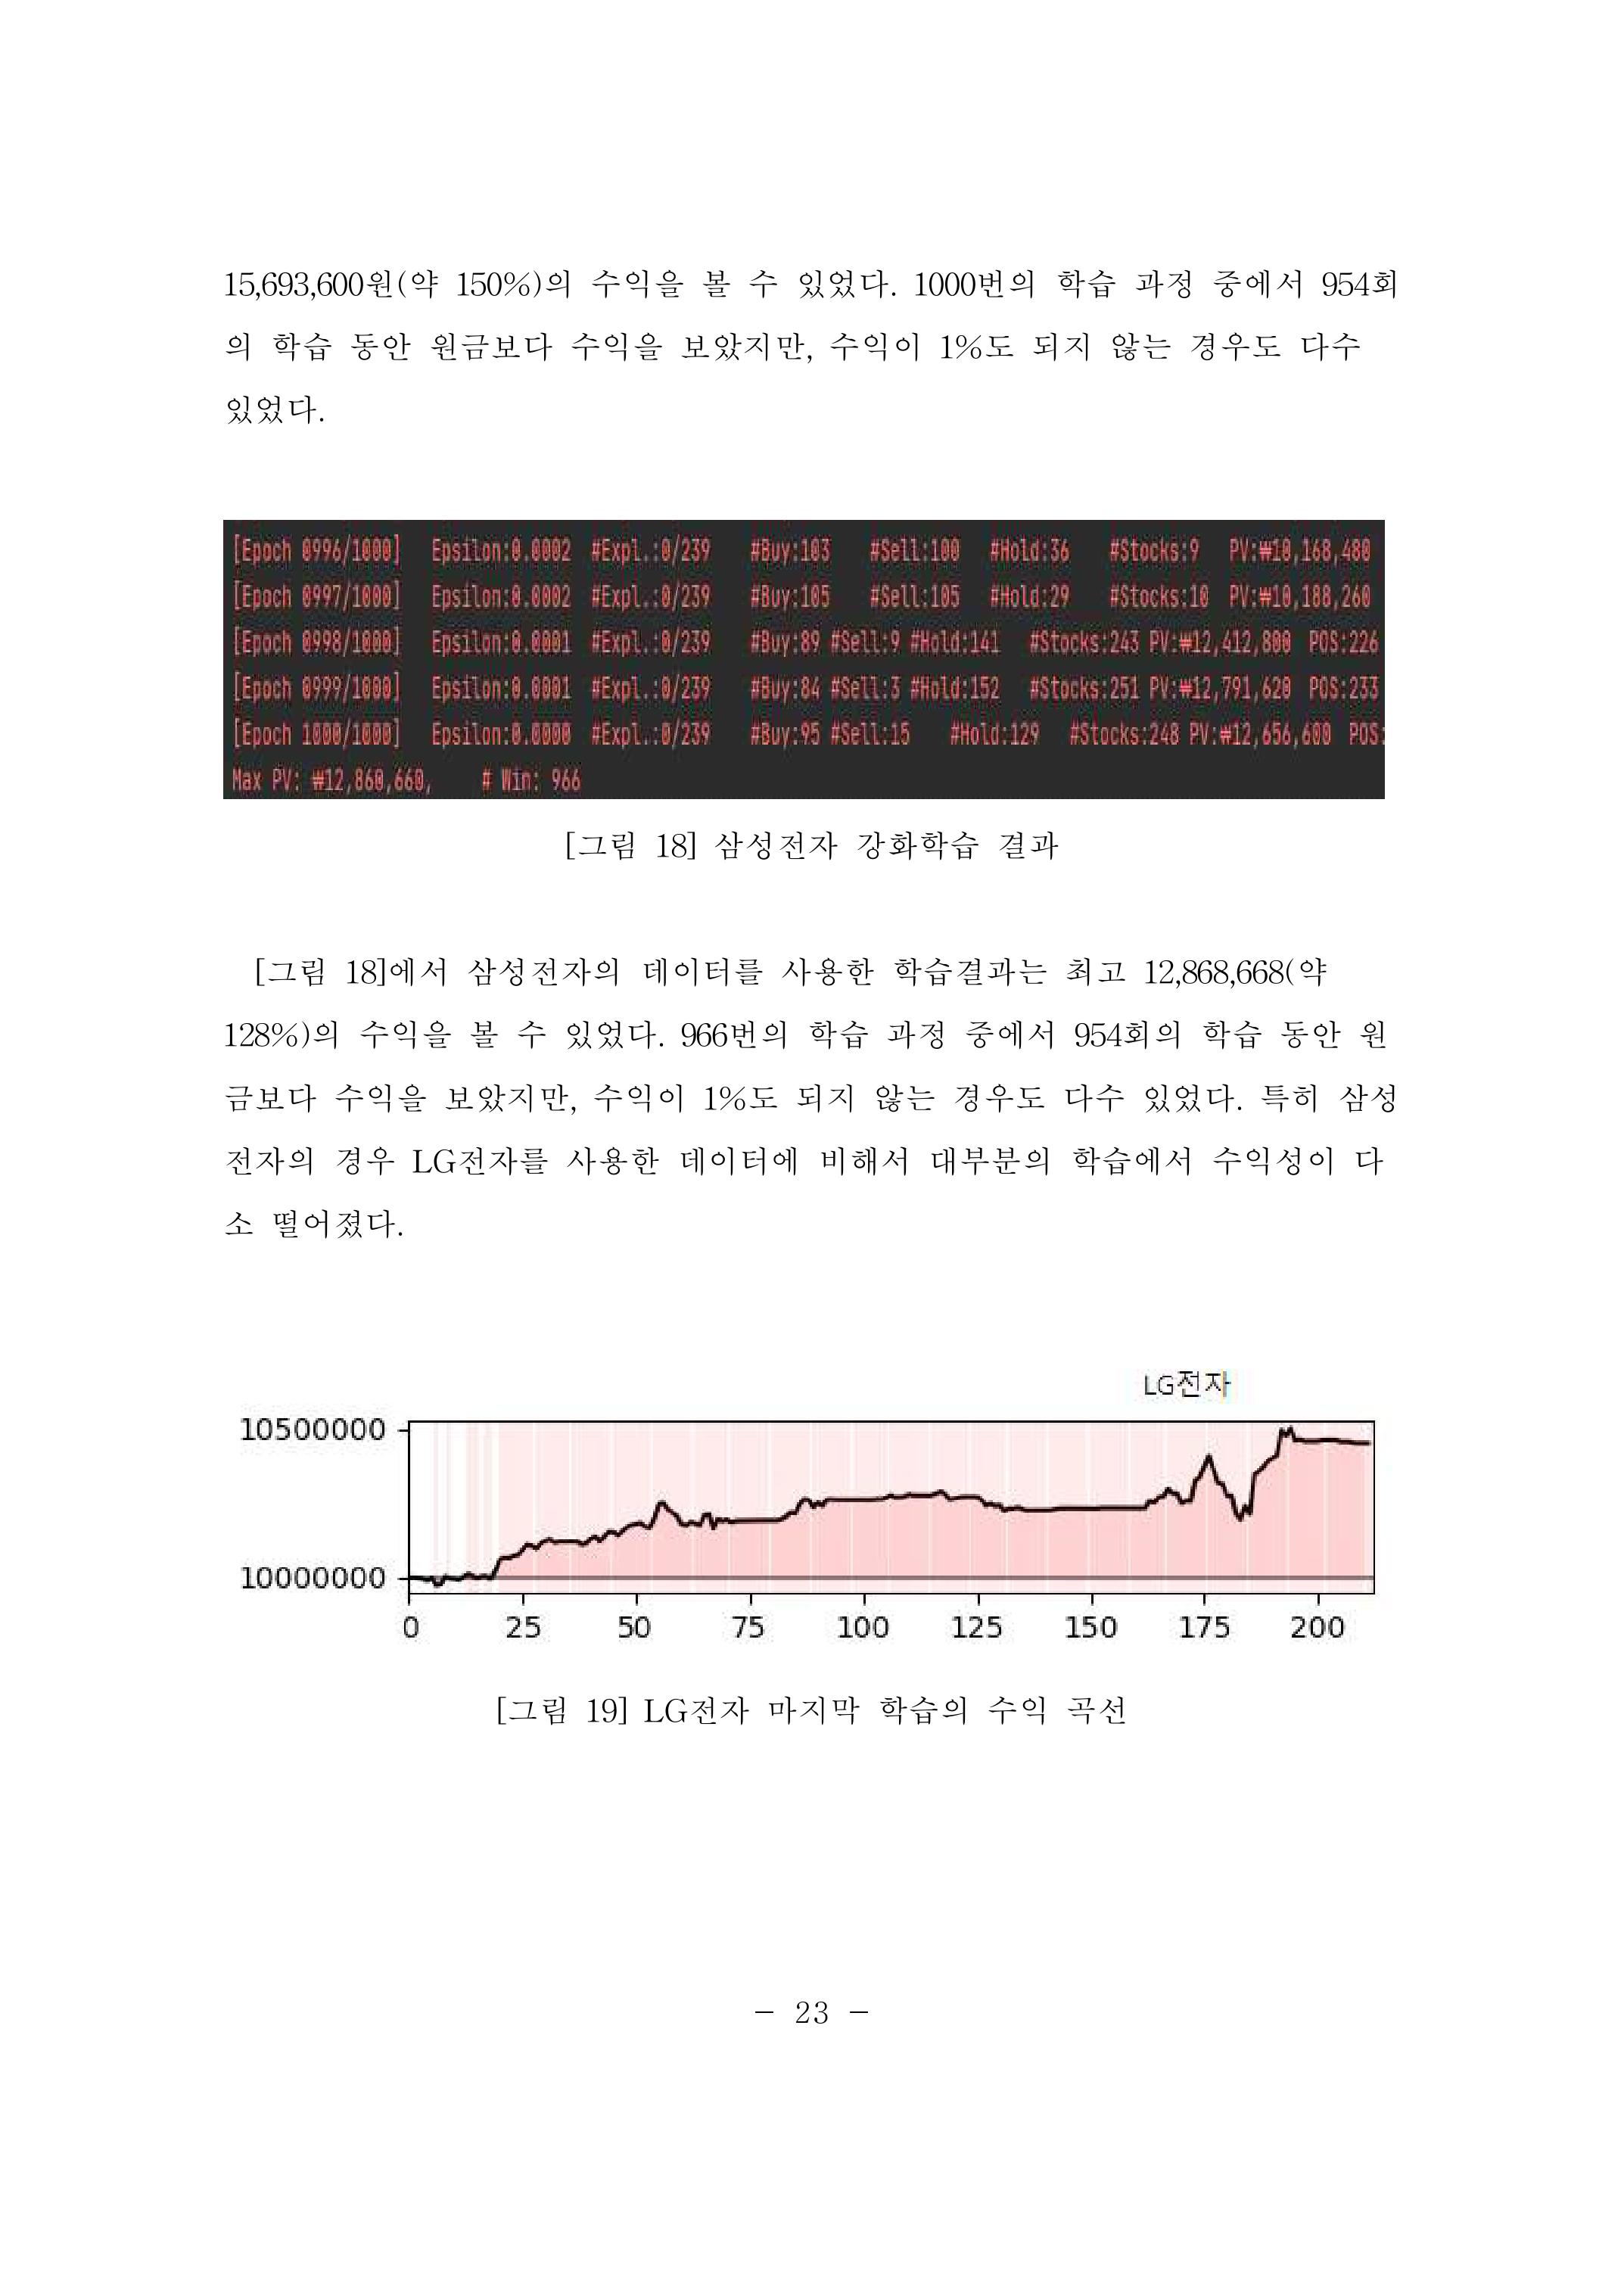 15,693,600원(약 150%)의 수익을 볼 수 있었다. 1000번의 학습 과정 중에서 954회
의 학습 동안 원금보다 수익을 보았지만, 수익이 1%도 되지 않는 경우도 다수
있었다.
[Epoch 0996/1000] Epsilon:0.0002 #Expl.:0/239 #Buy:103 #Sell:100 #Hold:36 #Stocks:9 PV:₩10,168,480
[Epoch 0997/1000] Epsilon:0.0002 #Expl.:0/239 #Buy:105 #Sell:105 #Hold:29 #Stocks:10 PV:₩10,188,260
[Epoch 0998/1000] Epsilon:0.0001 #Expl.:0/239 #Buy:89 #Sell:9 #Hold:141 #Stocks:243 PV:₩12,412,800 POS:226
[Epoch 0999/1000] Epsilon:0.0001 #Expl.:0/239 #Buy:84 #Sell:3 #Hold:152 #Stocks:251 PV:₩12,791,620 POS:233
[Epoch 1000/1000] Epsilon:0.0000 #Expl.:0/239 #Buy:95 #Sell:15 #Hold:129 #Stocks:248 PV:₩12,656,600 POS:
Max PV: ₩12,860,660, # Win: 966
[그림 18] 삼성전자 강화학습 결과
[그림 18]에서 삼성전자의 데이터를 사용한 학습결과는 최고 12,868,668(약
128%)의 수익을 볼 수 있었다. 966번의 학습 과정 중에서 954회의 학습 동안 원
금보다 수익을 보았지만, 수익이 1%도 되지 않는 경우도 다수 있었다. 특히 삼성
전자의 경우 LG전자를 사용한 데이터에 비해서 대부분의 학습에서 수익성이 다
소 떨어졌다.
LG전자
10500000
10000000
0 25 50 75 100 125 150 175 200
[그림 19] LG전자 마지막 학습의 수익 곡선
- 23 -